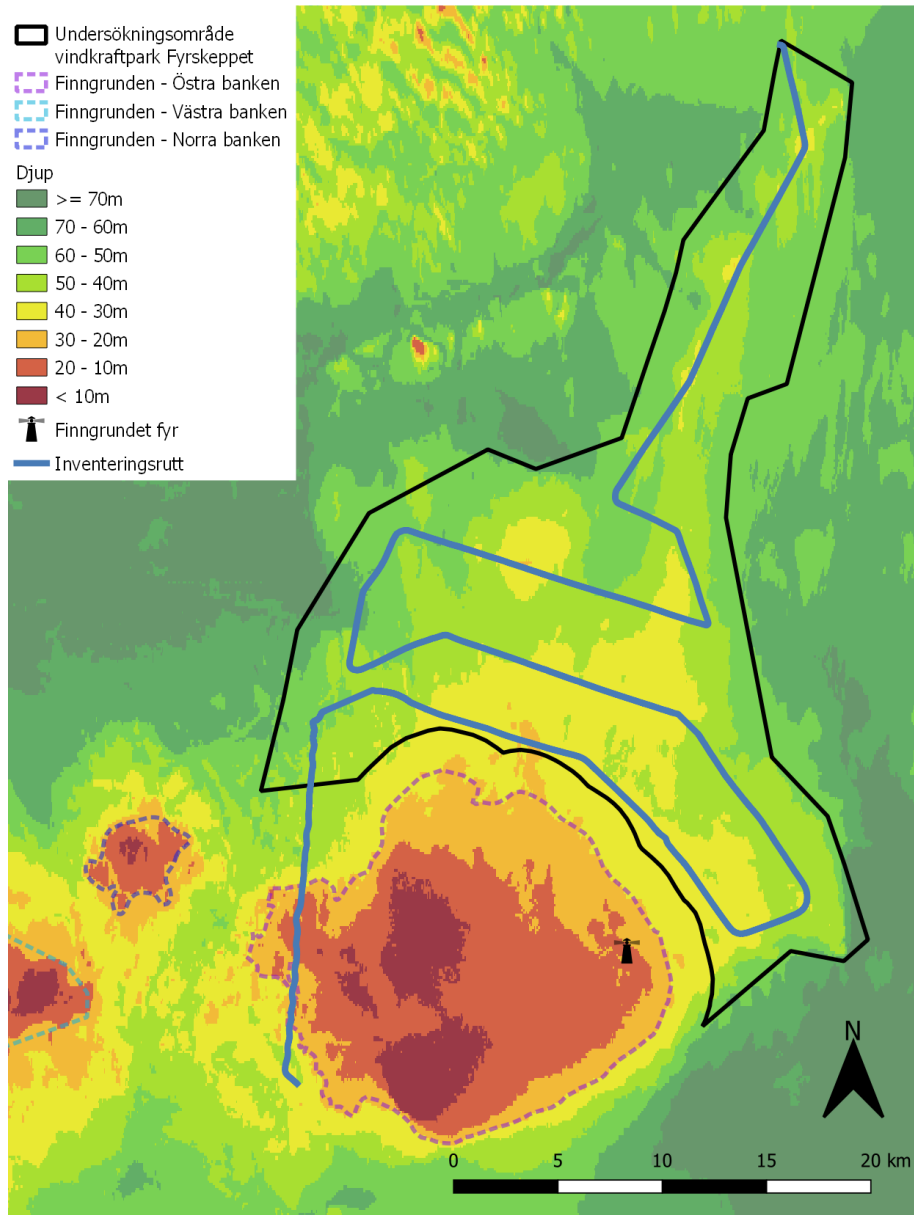 Undersökningsområde
vindkraftpark Fyrskeppet
Finngrunden - Östra banken
Finngrunden - Västra banken
Finngrunden - Norra banken
Djup
>= 70m
70 - 60m
60 - 50m
50 - 40m
40 - 30m
30 - 20m
20 - 10m
< 10m
Finngrundet fyr
Inventeringsrutt
N
0 5 10 15 20 km